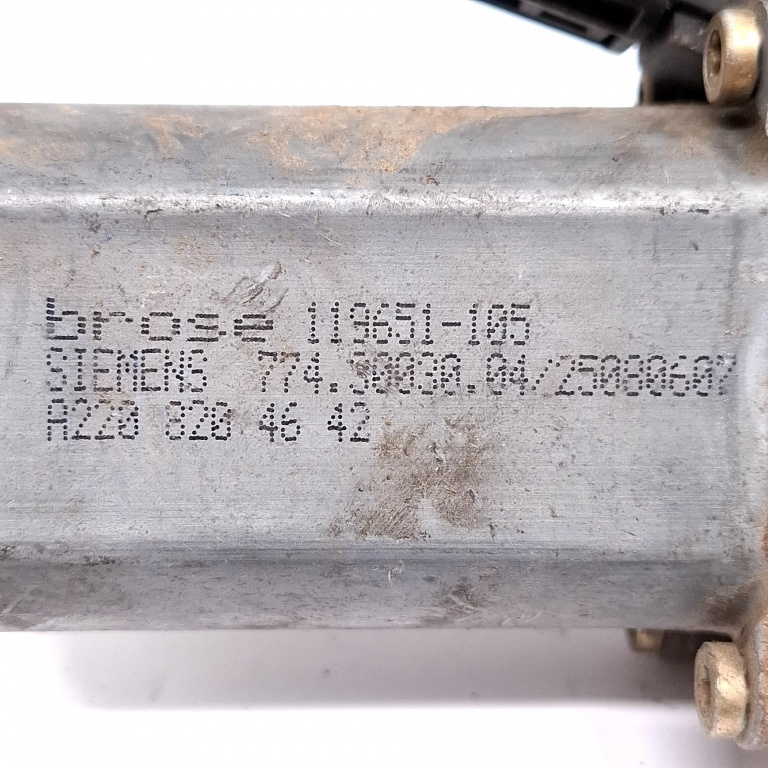 brose 119651-105
SIEMENS 774.30030.04/25080607
A220 820 46 42